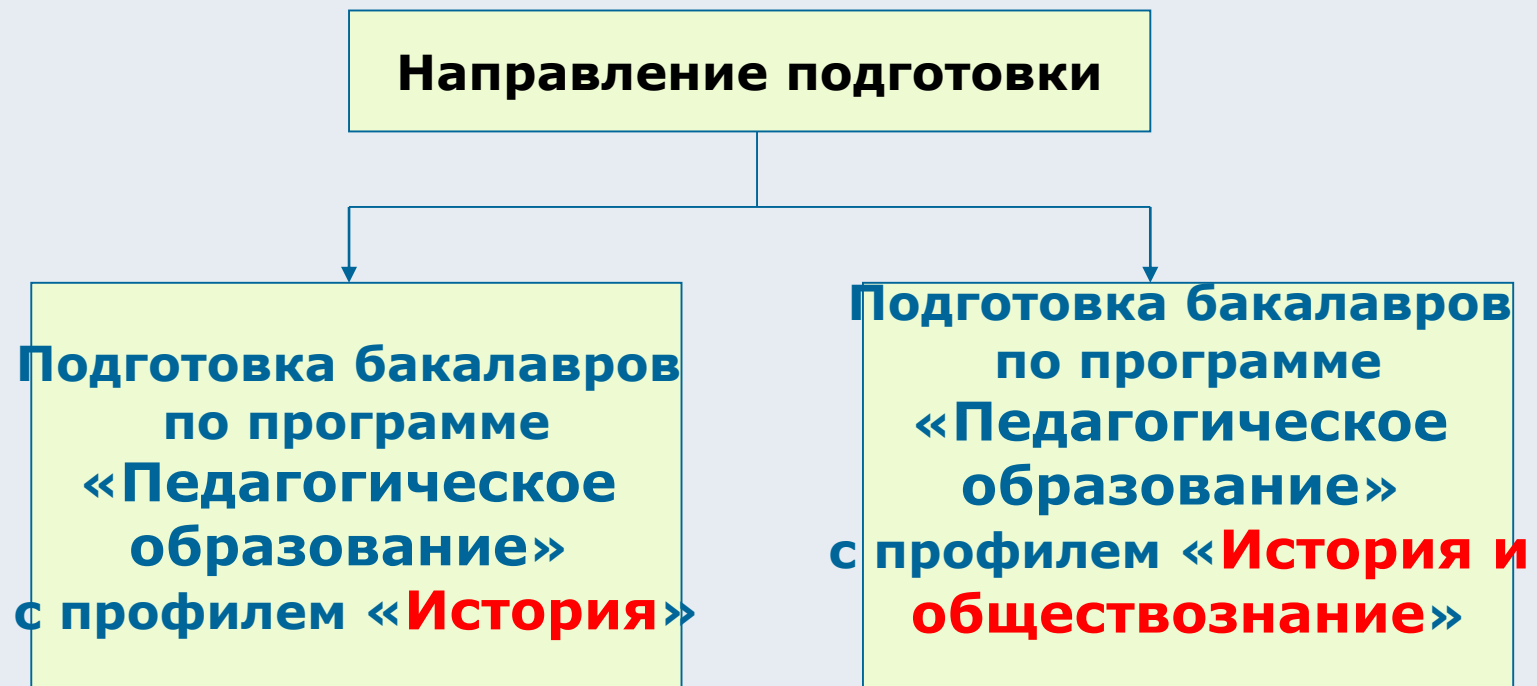 Направление подготовки
Подготовка бакалавров
по программе
«Педагогическое
образование»
с профилем «История»
Подготовка бакалавров
по программе
«Педагогическое
образование»
с профилем «История и
обществознание»